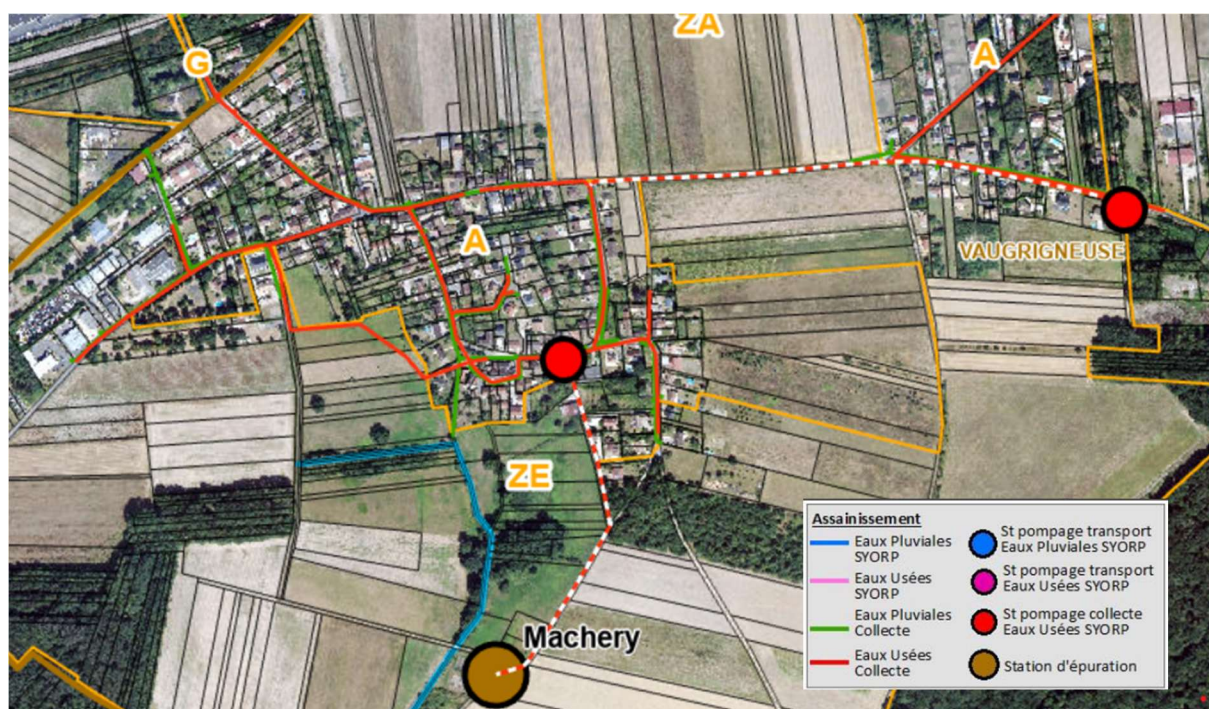 ZA
G
A
A
VAUGRIGNEUSE
ZE
Machery
Assainissement
Eaux Pluviales
SYORP
Eaux Usées
SYORP
Eaux Pluviales
Collecte
Eaux Usées
Collecte
St pompage transport
Eaux Pluviales SYORP
St pompage transport
Eaux Usées SYORP
St pompage collecte
Eaux Usées SYORP
Station d'épuration